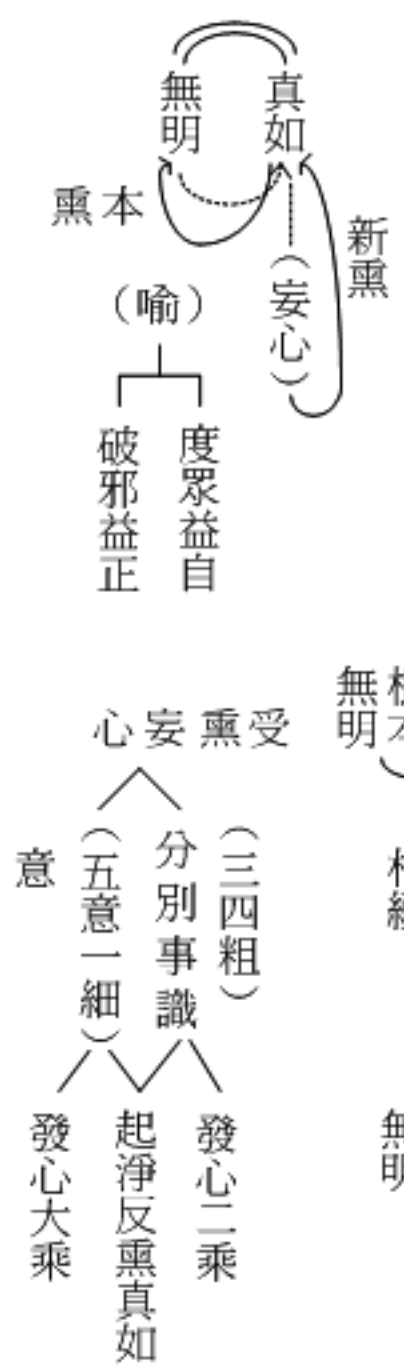 真如
無明
本熏
新熏
（妄心）
（喻）
度眾益自
破邪益正
受熏妄心
（三四粗）
分別事識
（五意一細）
意
發心二乘
起淨反熏真如
發心大乘
無明